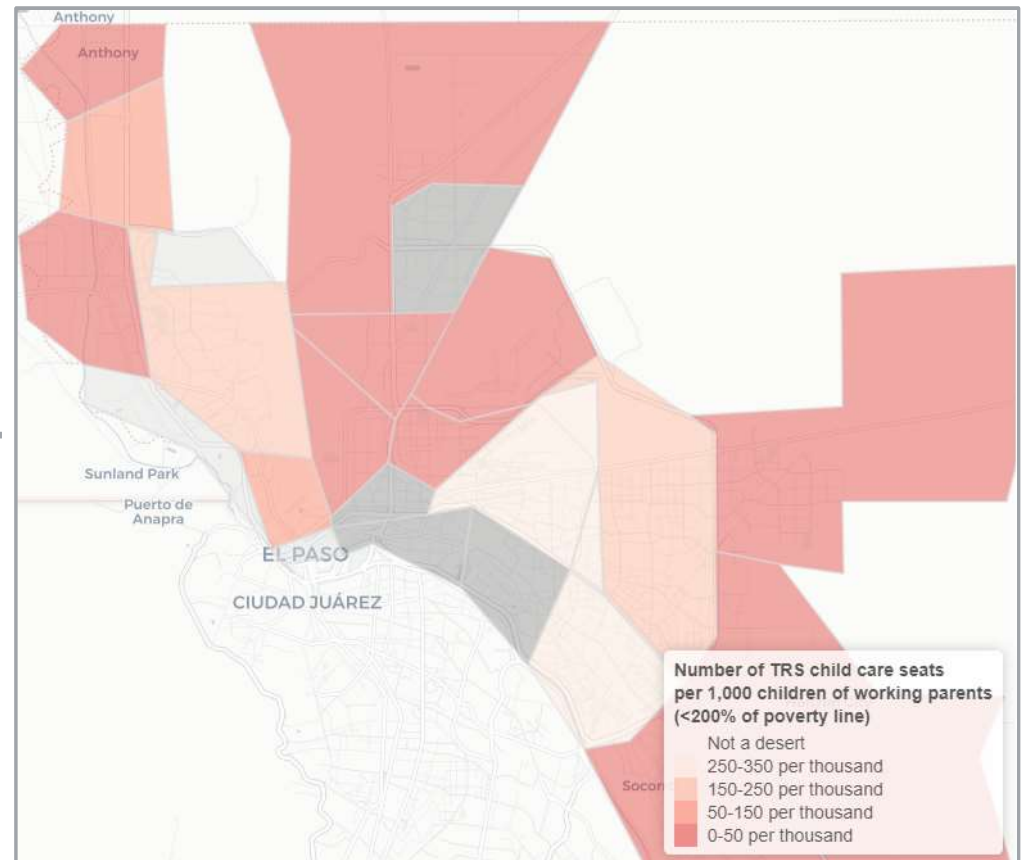 Anthony
Anthony
Sunland Park
Puerto de
Anapra
EL PASO
CIUDAD JUÁREZ
Number of TRS child care seats
per 1,000 children of working parents
(<200% of poverty line)
Not a desert
250-350 per thousand
150-250 per thousand
50-150 per thousand
0-50 per thousand